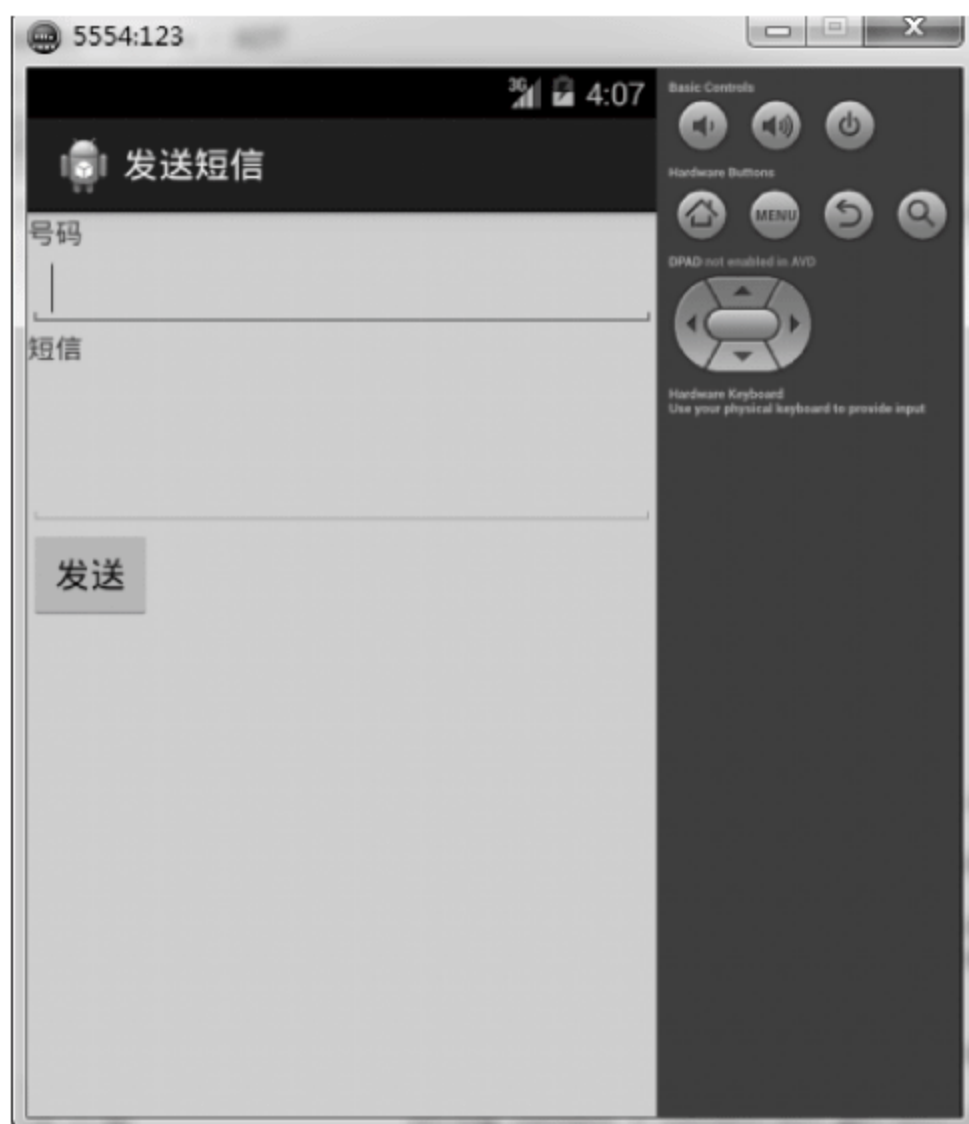 5554:123
3G 4:07
发送短信
号码
短信
发送
Basic Controls
Hardware Buttons
MENU
DPAD not enabled in AVD
Hardware Keyboard
Use your physical keyboard to provide input